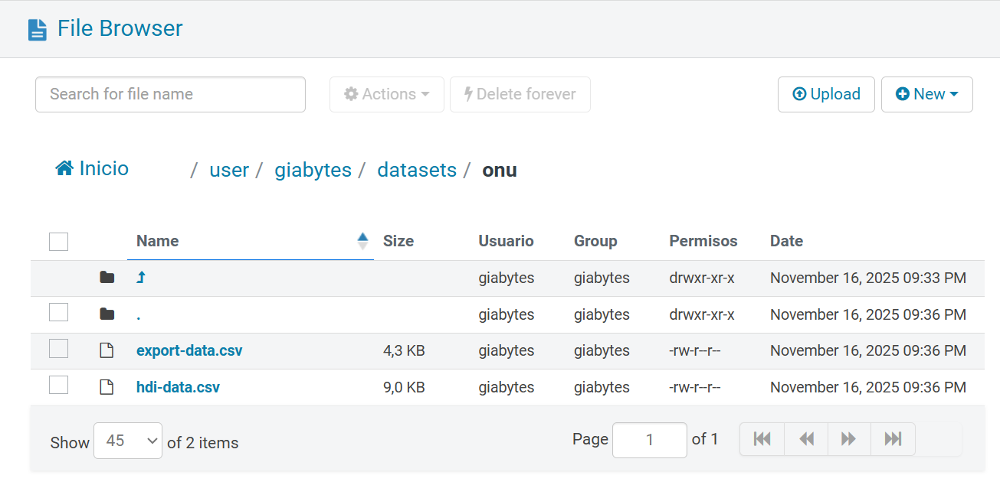 File Browser
Search for file name Actions Delete forever Upload New
Inicio / user / giabytes / datasets / onu
Name Size Usuario Group Permisos Date
giabytes giabytes drwxr-xr-x November 16, 2025 09:33 PM
. giabytes giabytes drwxr-xr-x November 16, 2025 09:36 PM
export-data.csv 4,3 KB giabytes giabytes -rw-r--r-- November 16, 2025 09:36 PM
hdi-data.csv 9,0 KB giabytes giabytes -rw-r--r-- November 16, 2025 09:36 PM
Show 45 of 2 items Page 1 of 1